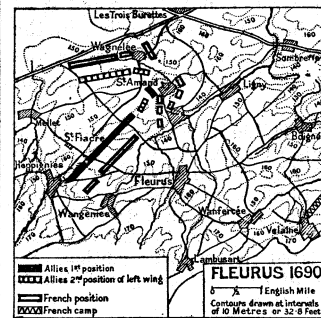 Les Trois Burettes
Wagnelée
Sombreffe
St Amand
Ligny
Mellet
St Fiacre
Heppignies
Fleurus
Wangenies
Wanfercée
Velaine
Lambusart
Allies 1st position
Allies 2nd position of left wing
French position
French camp
FLEURUS 1690
English Mile
Contours drawn at intervals
of 10 Metres or 32·8 Feet